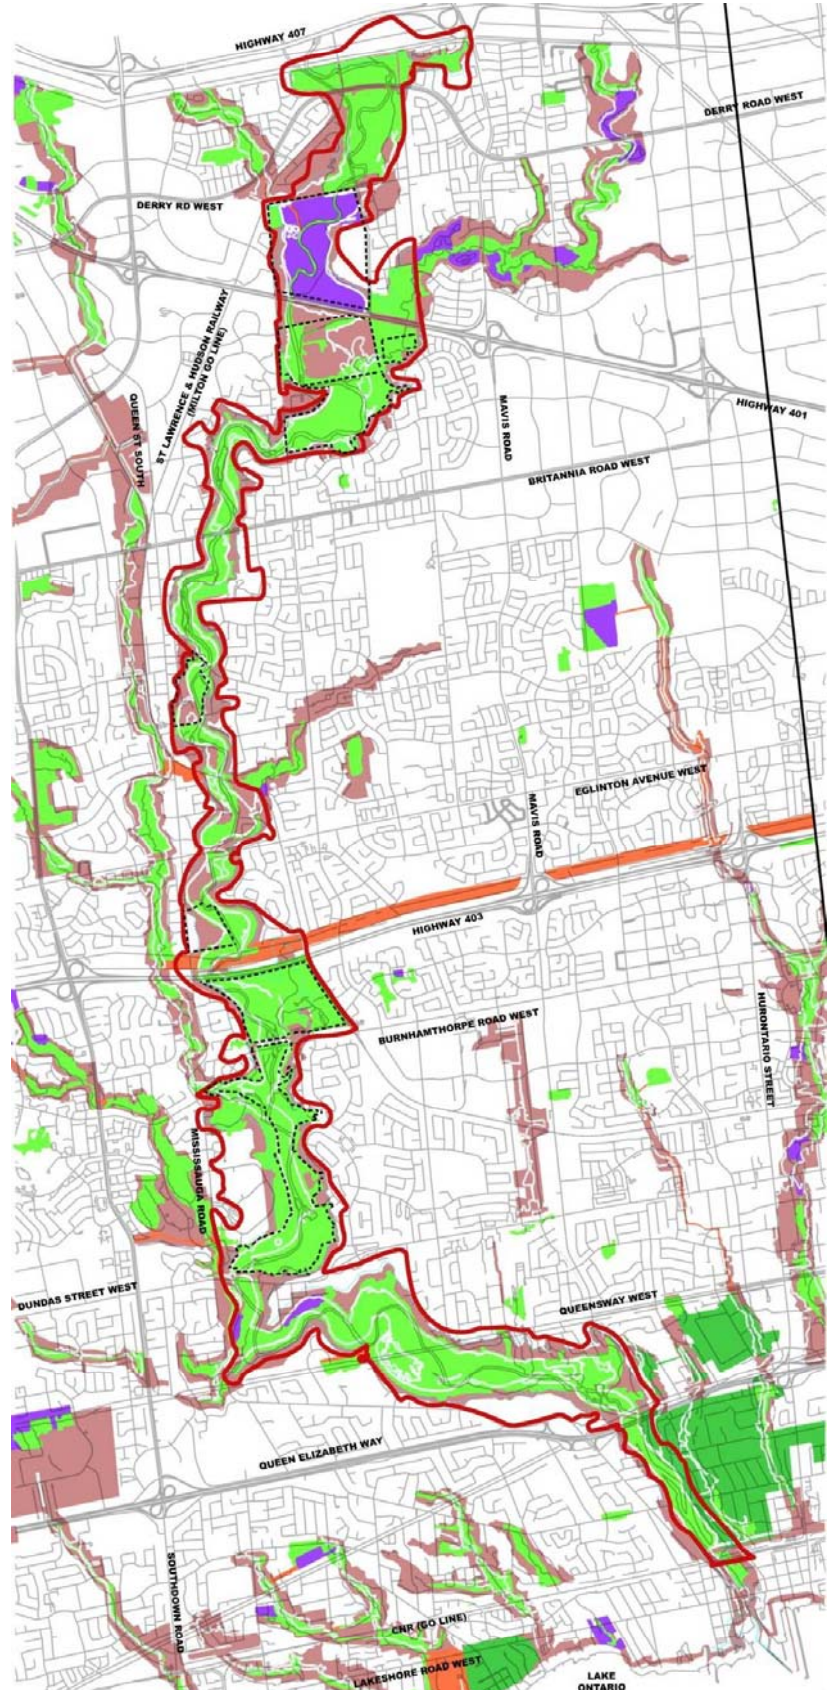 HIGHWAY 407
DERRY ROAD WEST
DERRY RD WEST
ST LAWRENCE & HUDSON RAILWAY
(MILTON GO LINE)
QUEEN ST SOUTH
MAVIS ROAD
HIGHWAY 401
BRITANNIA ROAD WEST
EGLINTON AVENUE WEST
MAVIS ROAD
HIGHWAY 403
BURNHAMTHORPE ROAD WEST
HURONTARIO STREET
MISSISSAUGA ROAD
DUNDAS STREET WEST
QUEENSWAY WEST
QUEEN ELIZABETH WAY
SOUTHDOWN ROAD
CNR (GO LINE)
LAKESHORE ROAD WEST
LAKE
ONTARIO